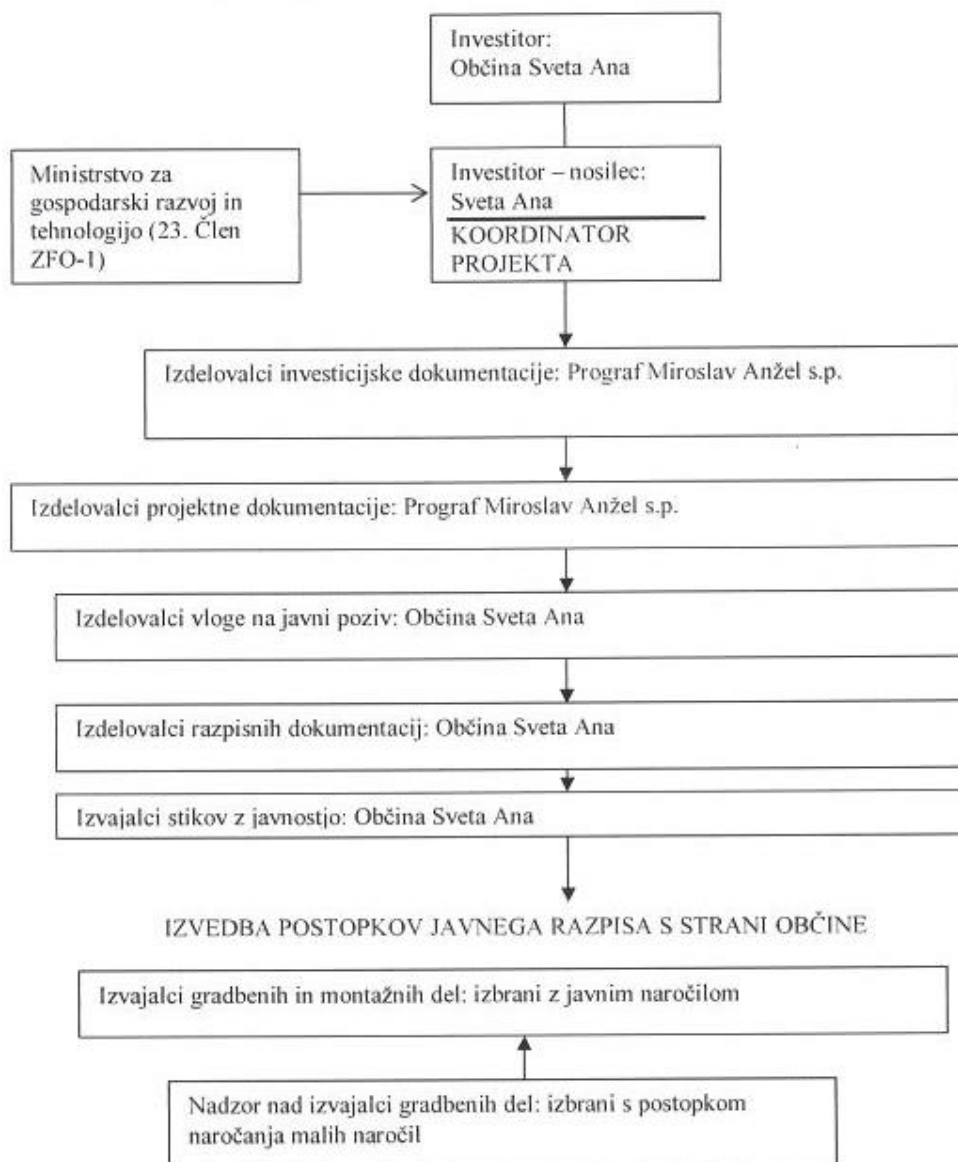 Investitor:
Občina Sveta Ana
Ministrstvo za
gospodarski razvoj in
tehnologijo (23. Člen
ZFO-1)
Investitor – nosilec:
Sveta Ana
KOORDINATOR
PROJEKTA
Izdelovalci investicijske dokumentacije: Prograf Miroslav Anžel s.p.
Izdelovalci projektne dokumentacije: Prograf Miroslav Anžel s.p.
Izdelovalci vloge na javni poziv: Občina Sveta Ana
Izdelovalci razpisnih dokumentacij: Občina Sveta Ana
Izvajalci stikov z javnostjo: Občina Sveta Ana
IZVEDBA POSTOPKOV JAVNEGA RAZPISA S STRANI OBČINE
Izvajalci gradbenih in montažnih del: izbrani z javnim naročilom
Nadzor nad izvajalci gradbenih del: izbrani s postopkom
naročanja malih naročil